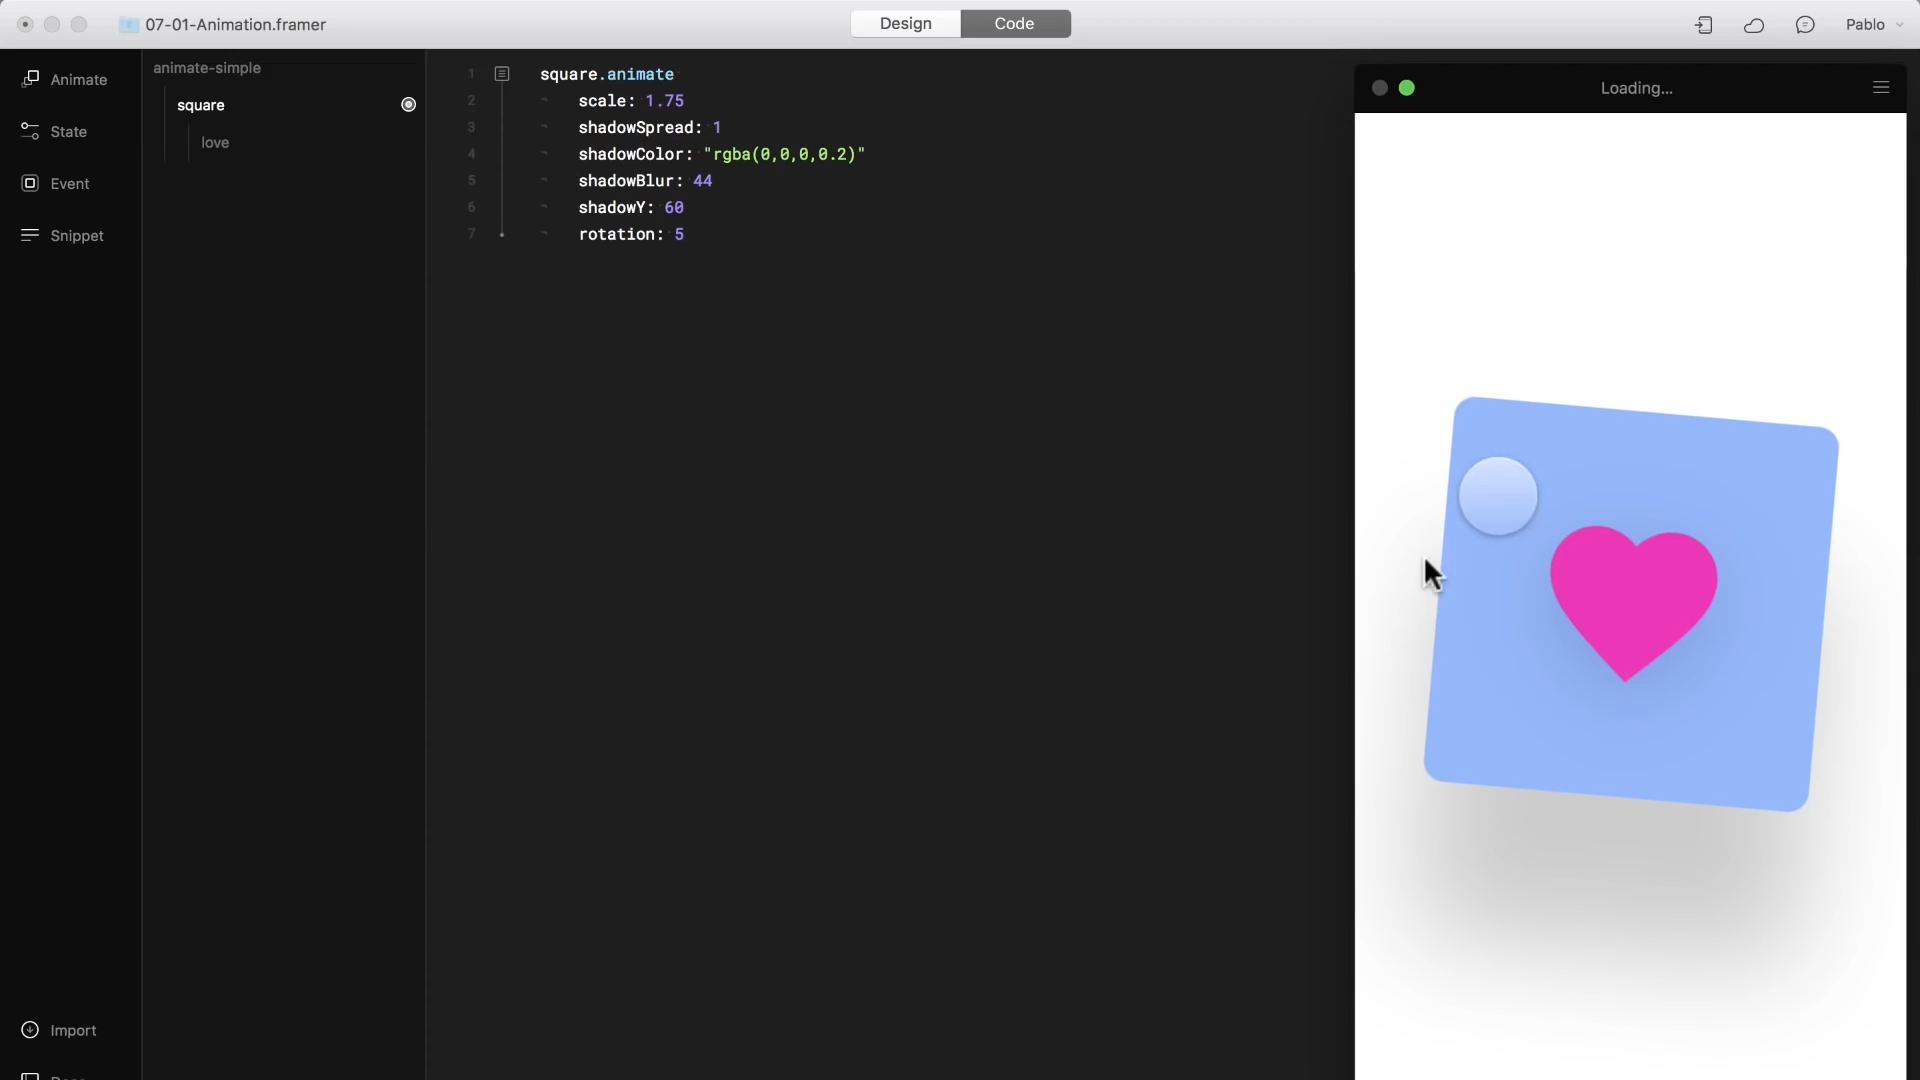 07-01-Animation.framer
Design
Code
Pablo
Animate
State
Event
Snippet
Import
animate-simple
square
love
1 square.animate
2 scale: 1.75
3 shadowSpread: 1
4 shadowColor: "rgba(0,0,0,0.2)"
5 shadowBlur: 44
6 shadowY: 60
7 rotation: 5
Loading...